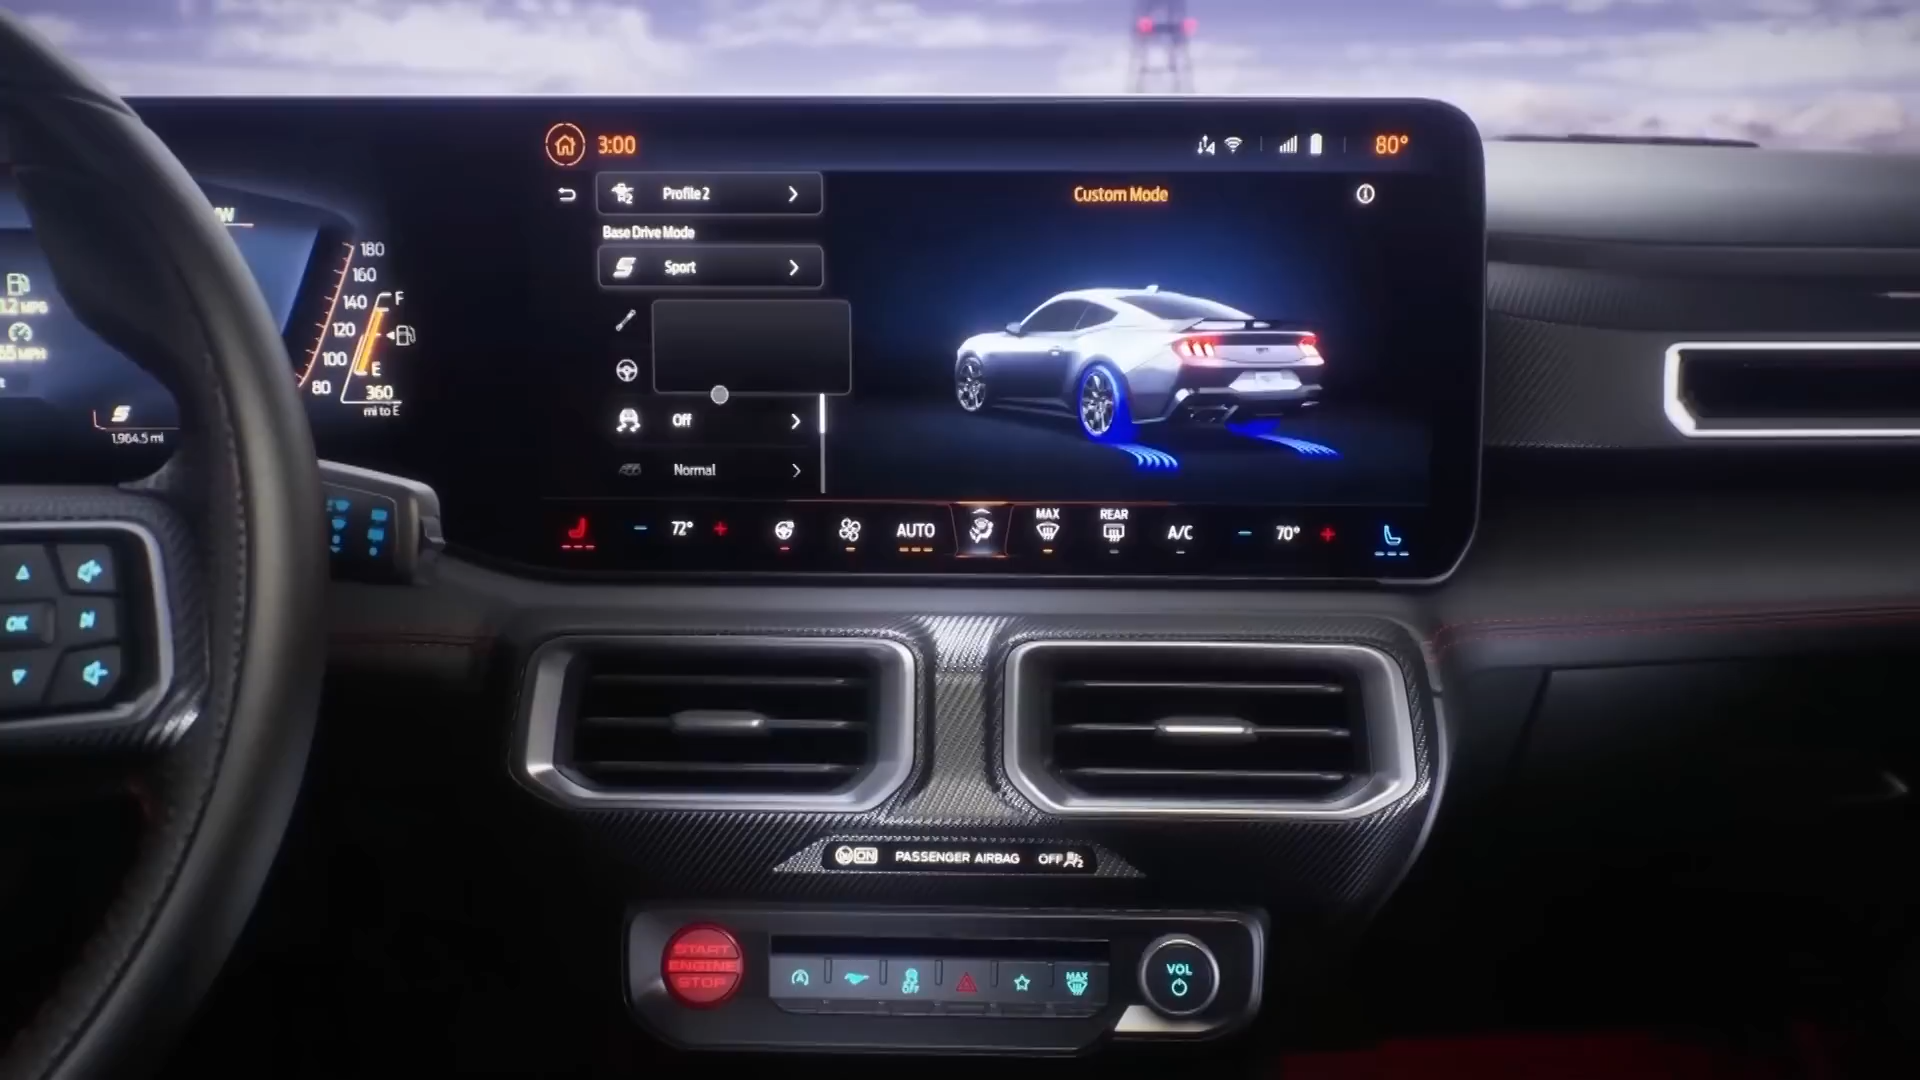 3:00
80°
Profile 2
Custom Mode
Base Drive Mode
Sport
Off
Normal
180
160
140
120
100
80
F
E
360
mi to E
1,964.5 mi
72°
AUTO
MAX
REAR
A/C
70°
OK
ON PASSENGER AIRBAG OFF
START
ENGINE
STOP
OFF
MAX
VOL